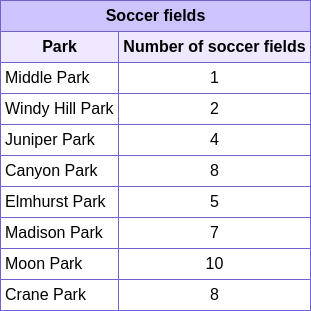 Soccer fields
Park Number of soccer fields
Middle Park 1
Windy Hill Park 2
Juniper Park 4
Canyon Park 8
Elmhurst Park 5
Madison Park 7
Moon Park 10
Crane Park 8